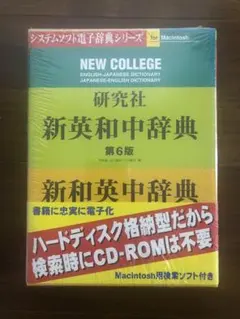 システムソフト電子辞典シリーズ
for Macintosh
NEW COLLEGE
ENGLISH-JAPANESE DICTIONARY
JAPANESE-ENGLISH DICTIONARY
研究社
新英和中辞典
第6版
新和英中辞典
書籍に忠実に電子化
ハードディスク格納型だから
検索時にCD-ROMは不要
Macintosh用検索ソフト付き